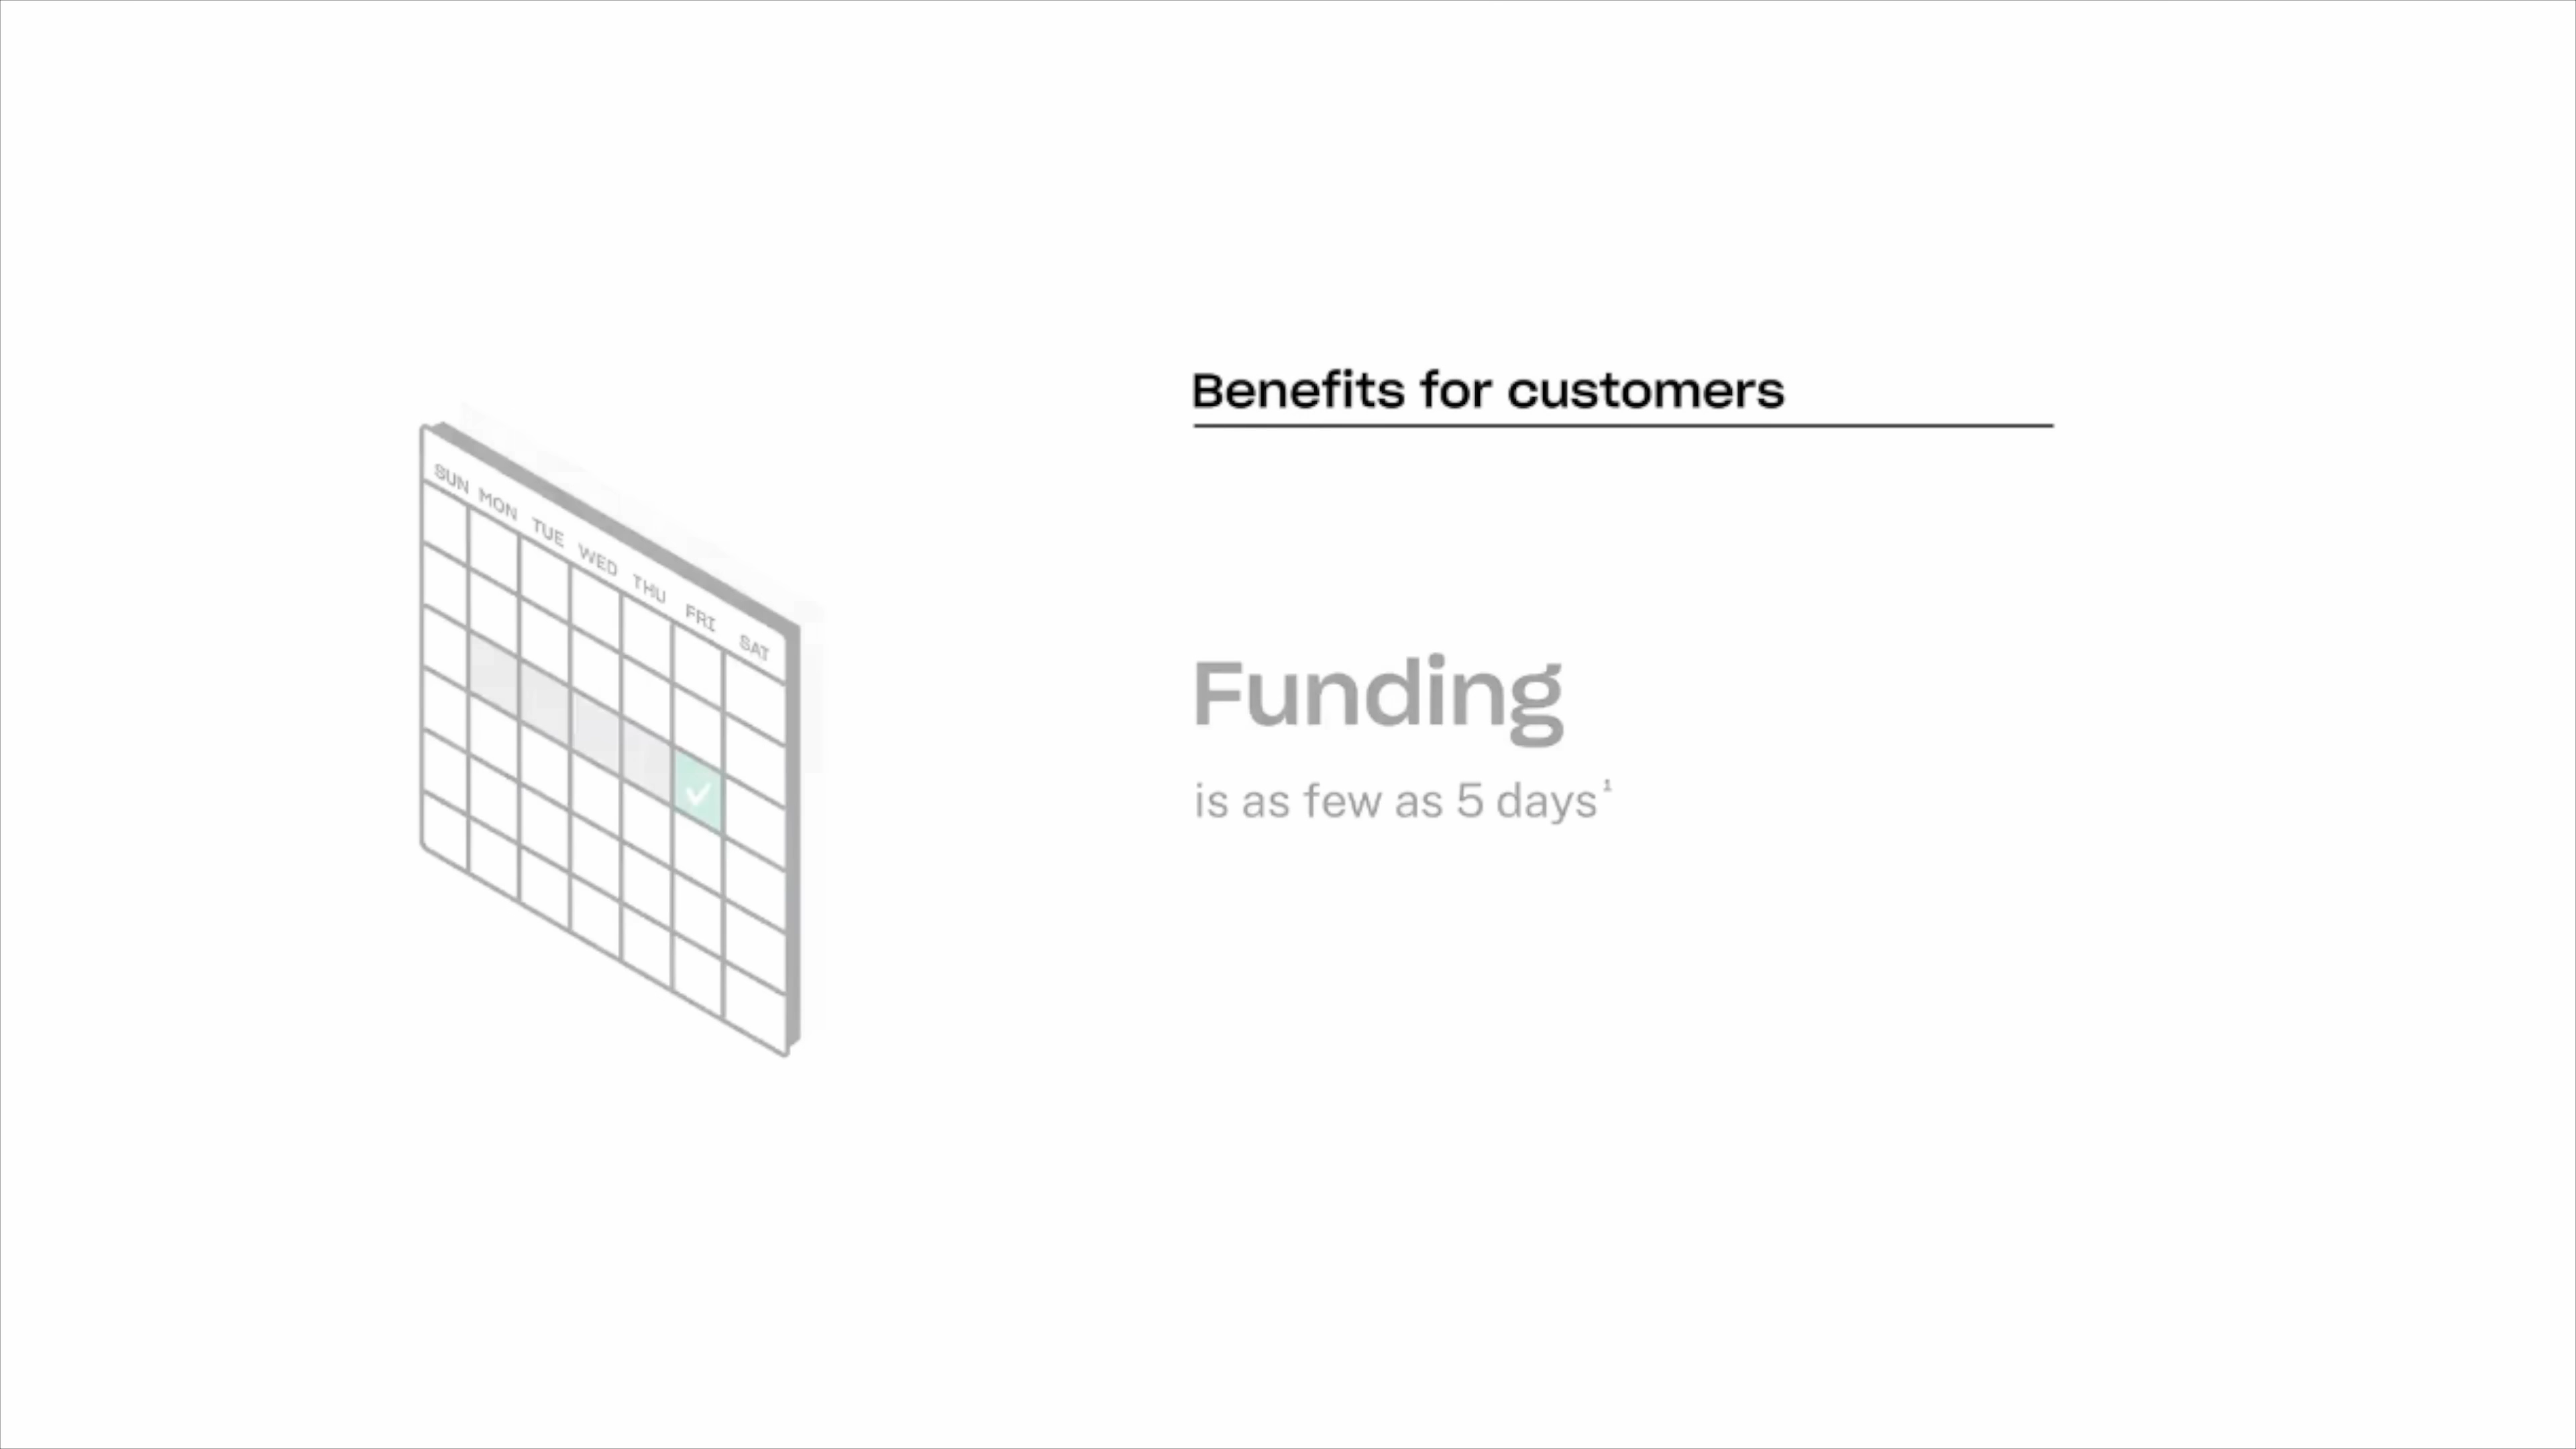 Benefits for customers
SUN MON TUE WED THU FRI SAT
Funding
is as few as 5 days¹